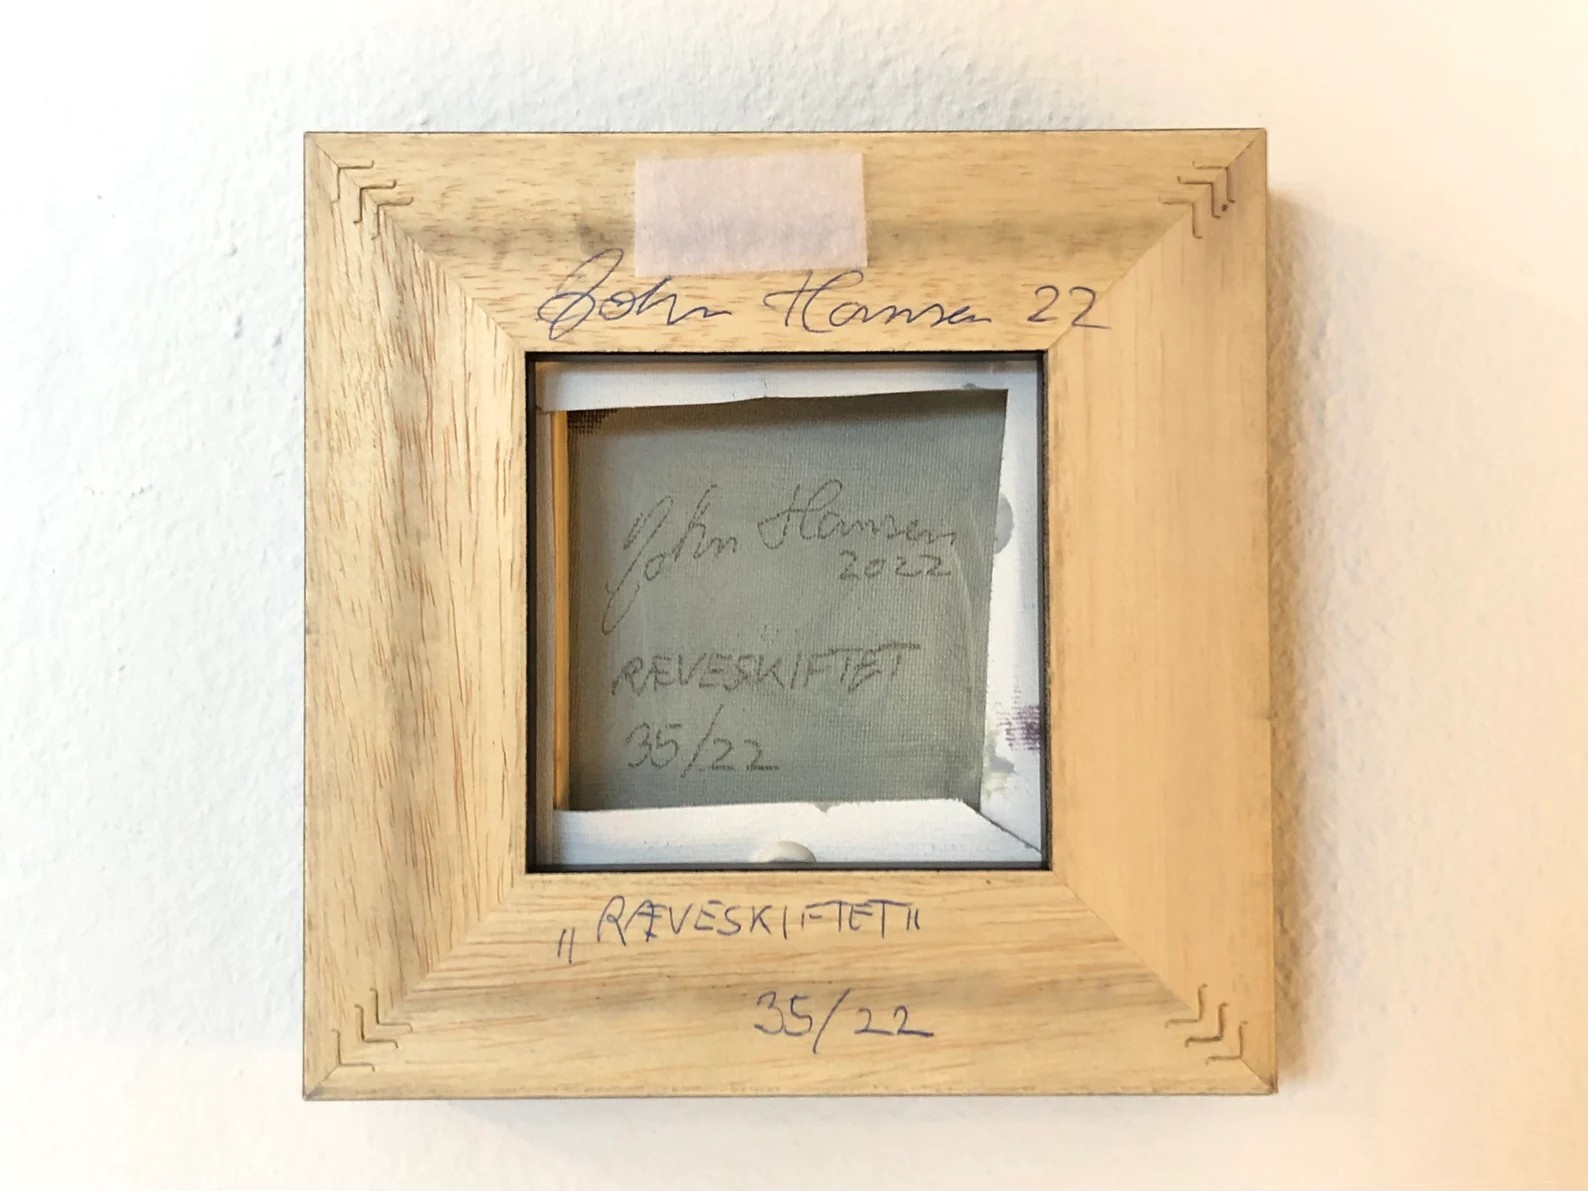 John Hansen 22
John Hansen
2022
RÆVESKIFTET
35/22
„RÆVESKIFTET"
35/22